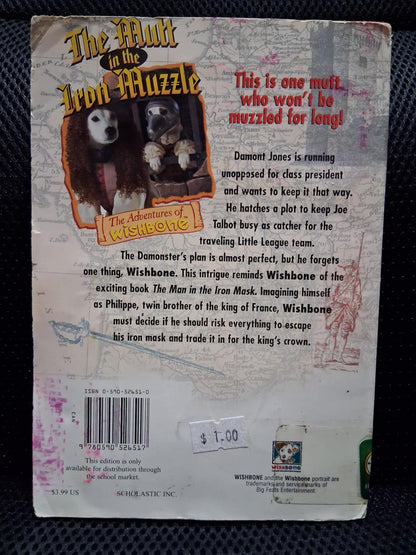 The Mutt
in the
Iron Muzzle
The Adventures of
WISHBONE™
This is one mutt
who won't be
muzzled for long!
Damont Jones is running
unopposed for class president
and wants to keep it that way.
He hatches a plot to keep Joe
Talbot busy as catcher for the
traveling Little League team.
The Damonster's plan is almost perfect, but he forgets
one thing, Wishbone. This intrigue reminds Wishbone of the
exciting book The Man in the Iron Mask. Imagining himself
as Philippe, twin brother of the king of France, Wishbone
must decide if he should risk everything to escape
his iron mask and trade it in for the king's crown.
ISBN 0-590-52651-0
9 780590 526517
$ 1.00
This edition is only
available for distribution through
the school market.
$3.99 US
SCHOLASTIC INC.
WISHBONE
WISHBONE and the Wishbone portrait are
trademarks and service marks of
Big Feats Entertainment.